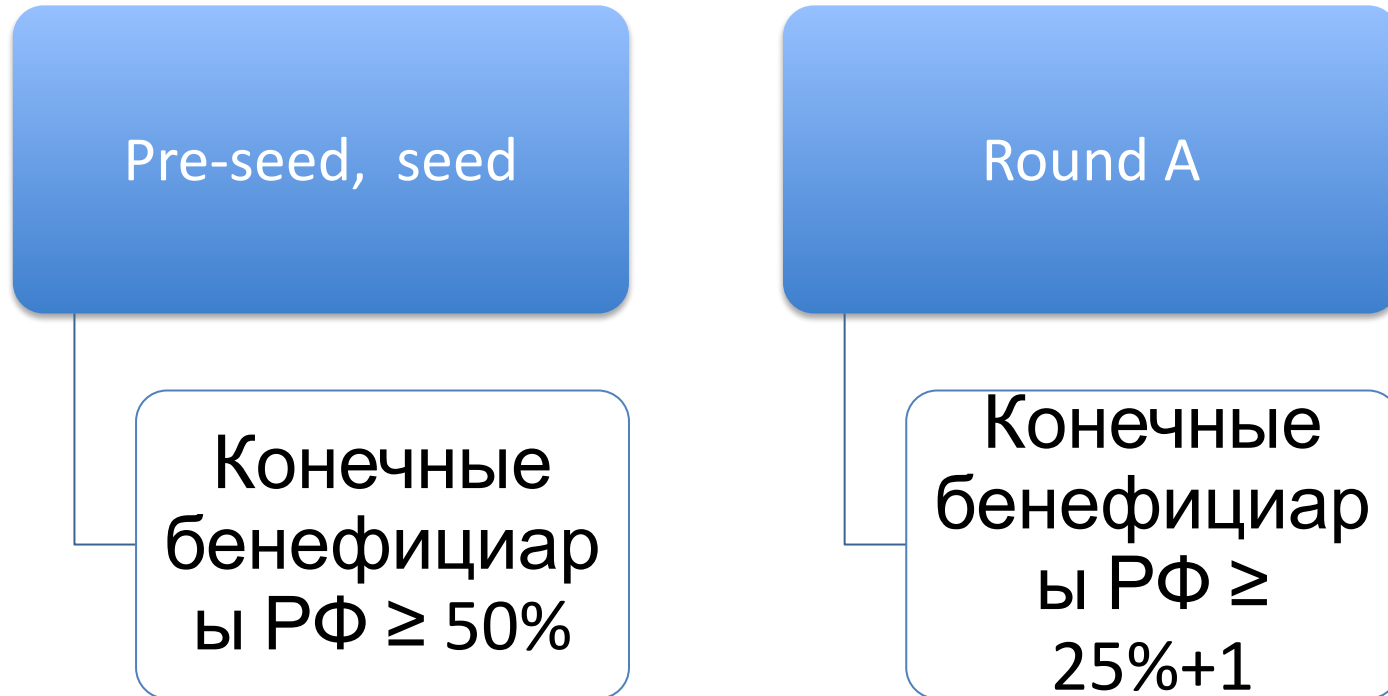 Pre-seed, seed
Конечные
бенефициар
ы РФ ≥ 50%
Round A
Конечные
бенефициар
ы РФ ≥
25%+1